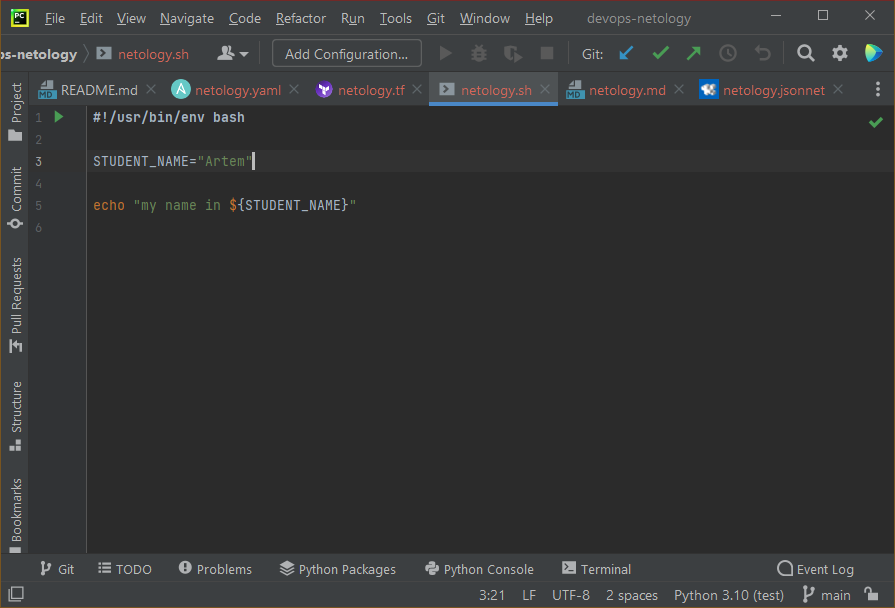 PC File Edit View Navigate Code Refactor Run Tools Git Window Help devops-netology
os-netology netology.sh Add Configuration... Git:
MD README.md A netology.yaml netology.tf netology.sh MD netology.md netology.jsonnet
Project
Commit
Pull Requests
Structure
Bookmarks
1 #!/usr/bin/env bash
2
3 STUDENT_NAME="Artem"
4
5 echo "my name in ${STUDENT_NAME}"
6
Git TODO Problems Python Packages Python Console Terminal Event Log
3:21 LF UTF-8 2 spaces Python 3.10 (test) main